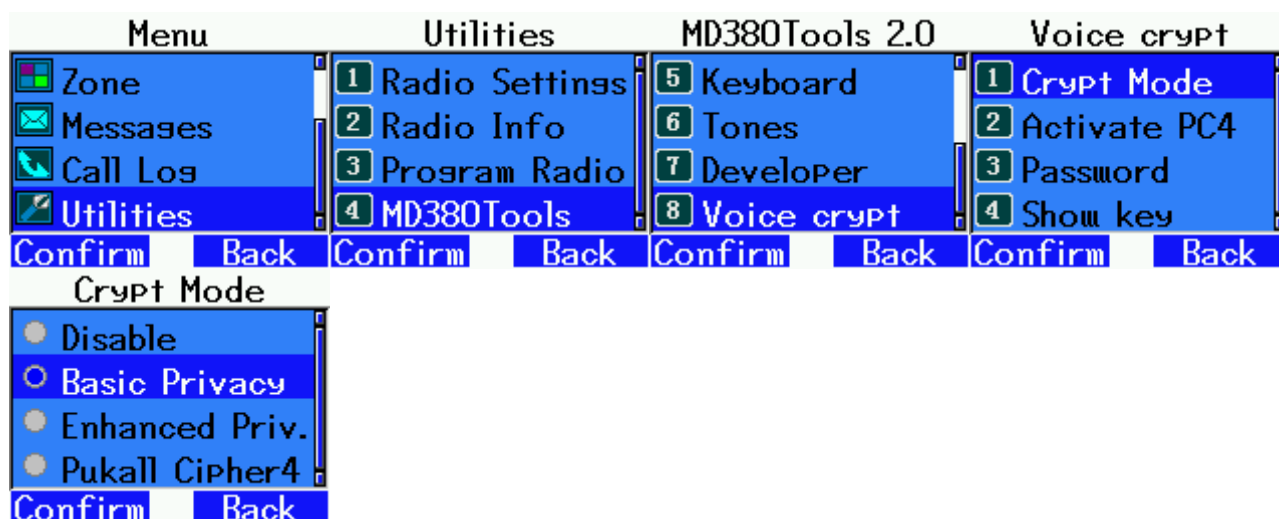 Menu
Zone
Messages
Call Log
Utilities
Confirm Back
Utilities
1 Radio Settings
2 Radio Info
3 Program Radio
4 MD380Tools
Confirm Back
MD380Tools 2.0
5 Keyboard
6 Tones
7 Developer
8 Voice crypt
Confirm Back
Voice crypt
1 Crypt Mode
2 Activate PC4
3 Password
4 Show key
Confirm Back
Crypt Mode
Disable
Basic Privacy
Enhanced Priv.
Pukall Cipher4
Confirm Back